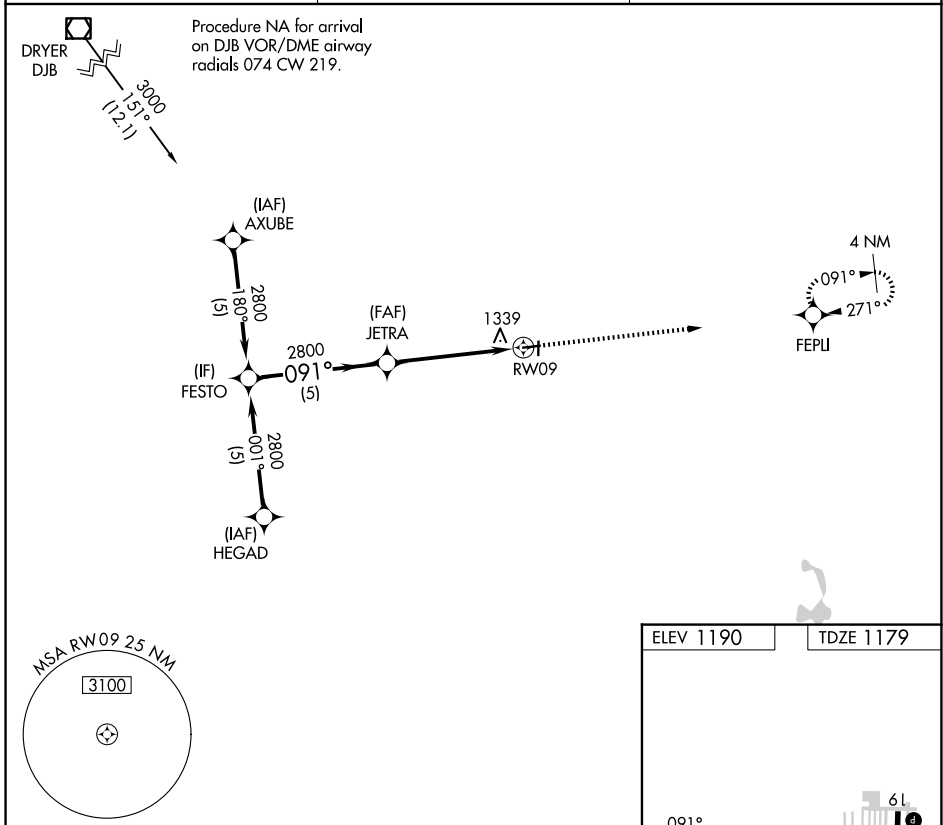 Procedure NA for arrival
on DJB VOR/DME airway
radials 074 CW 219.
DRYER
DJB
3000
151°
(12.1)
(IAF)
AXUBE
2800
180°
(5)
4 NM
091°
271°
FEPLI
(FAF)
JETRA
1339
RW09
(IF)
FESTO
2800
091°
(5)
2800
001°
(5)
(IAF)
HEGAD
MSA RW09 25 NM
3100
ELEV 1190
TDZE 1179
091°
19
P